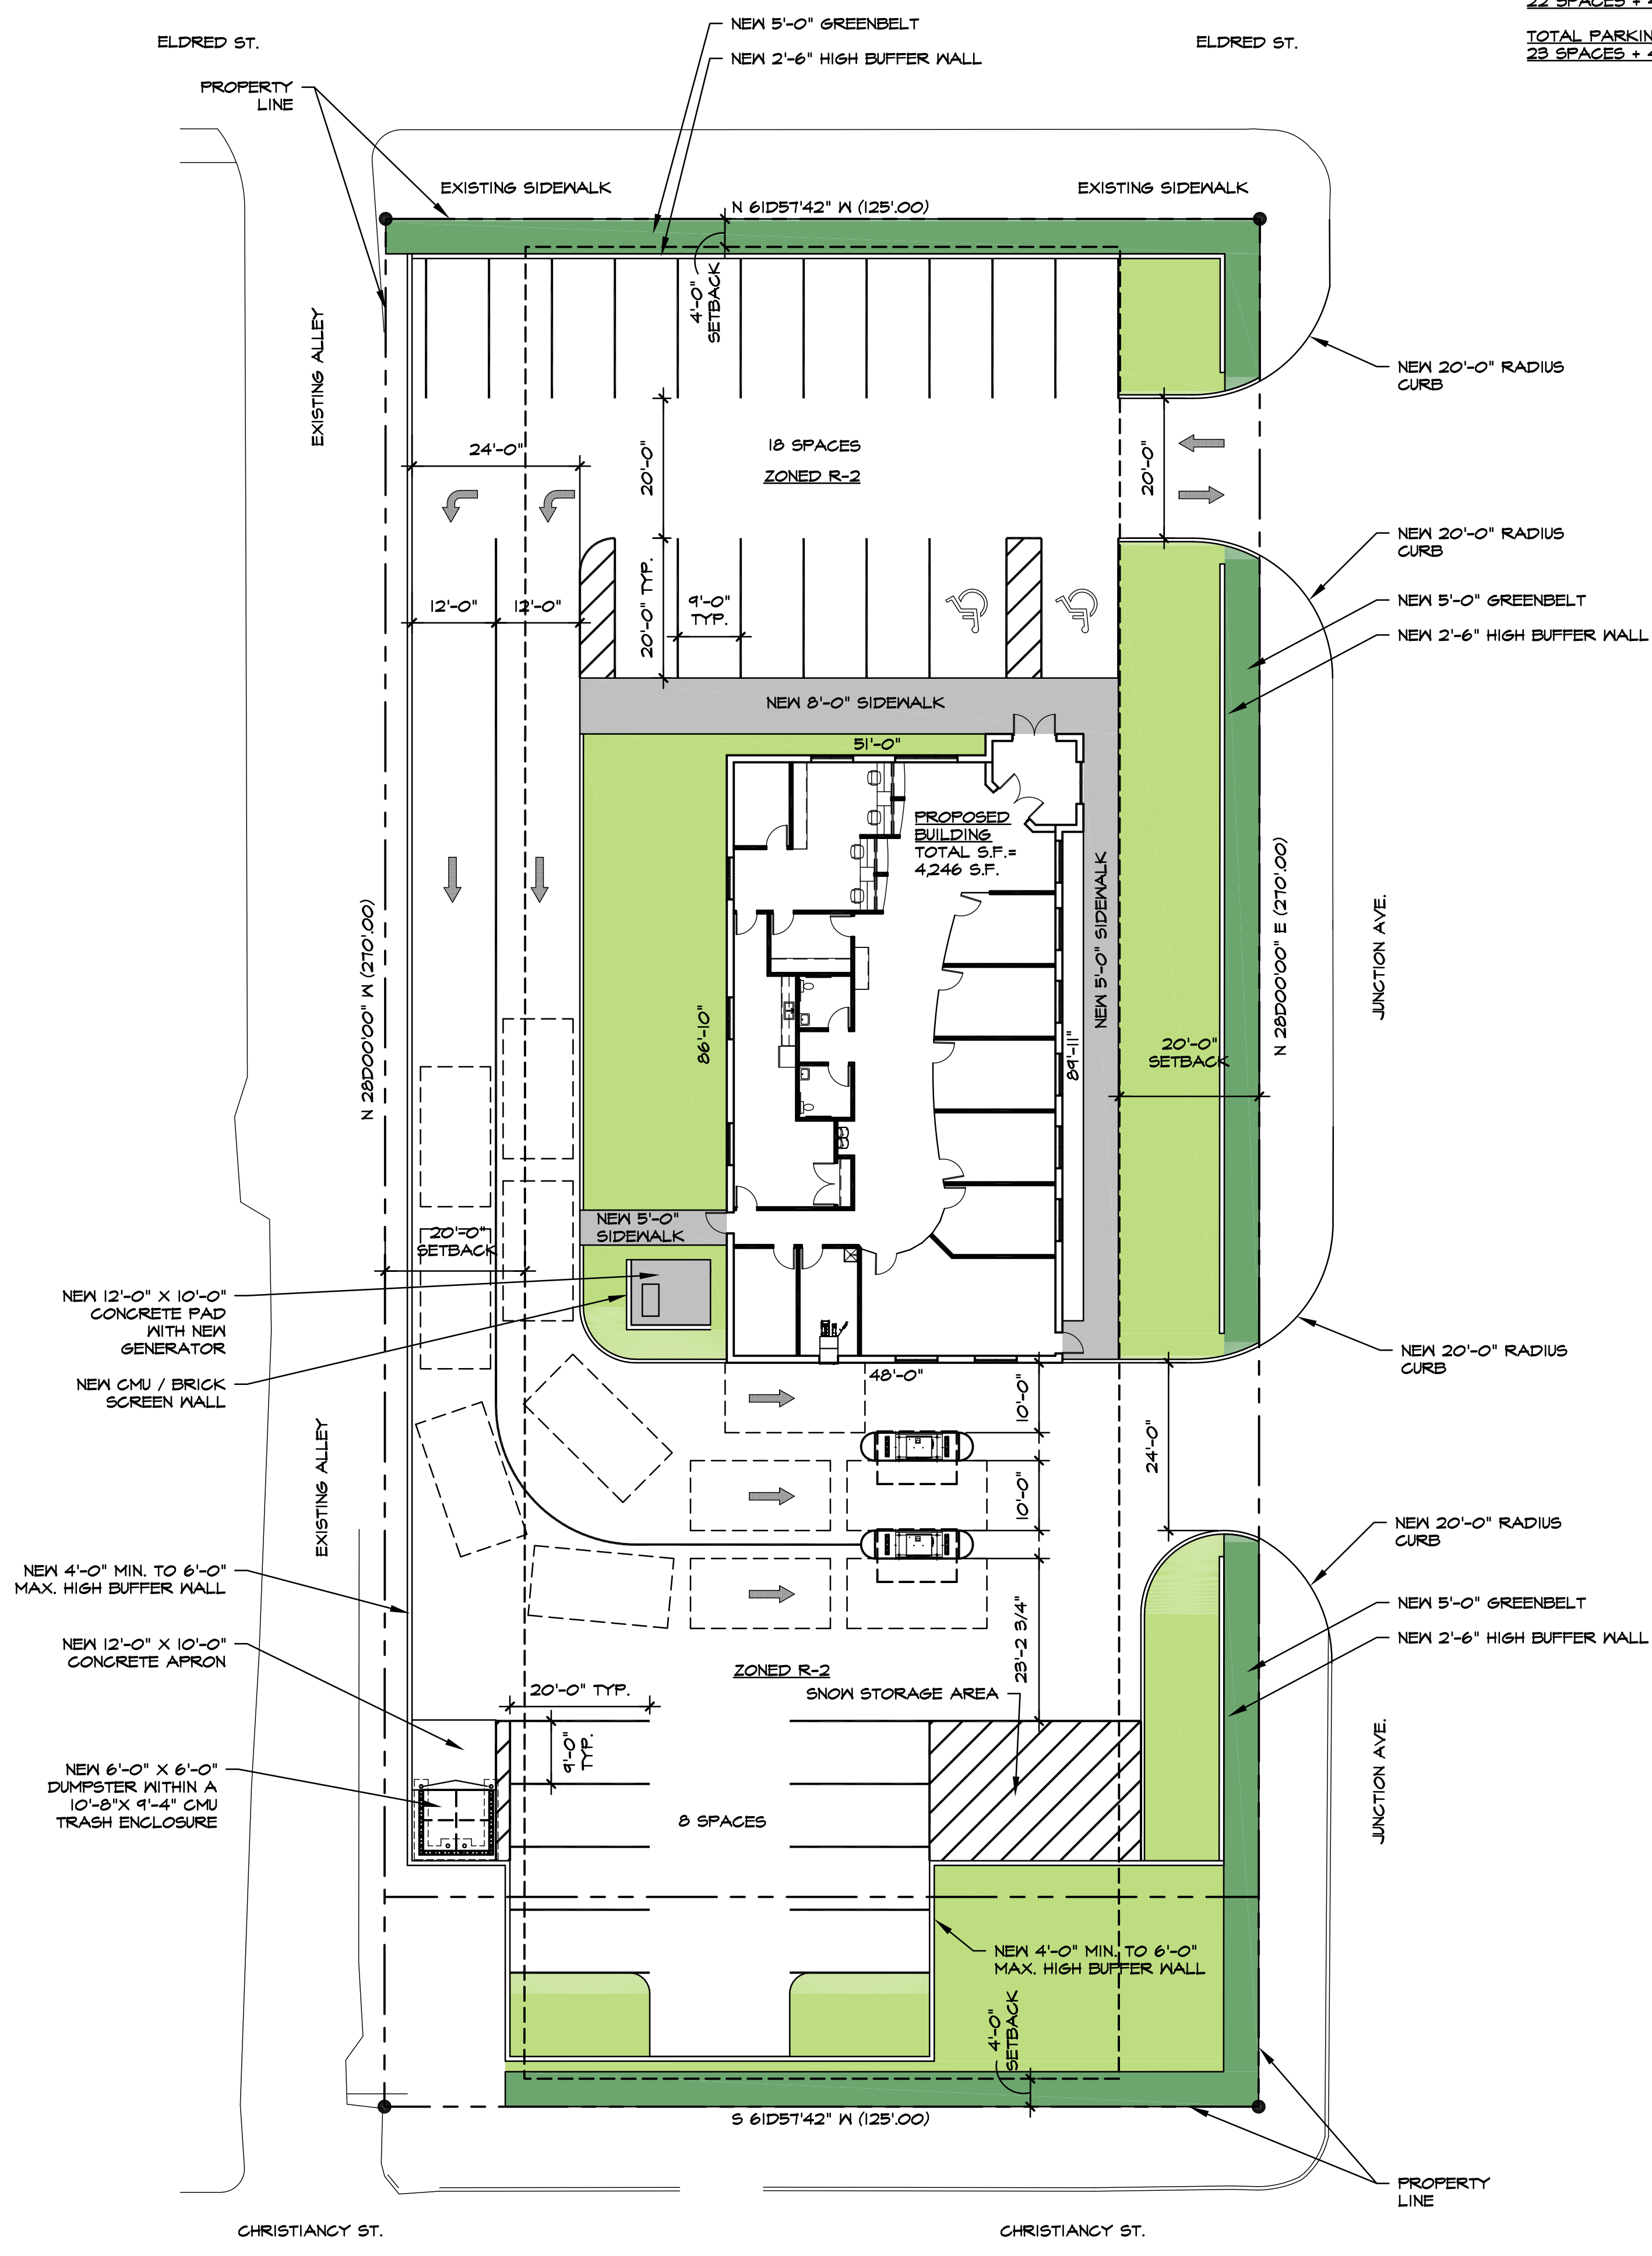 22 SPACES + 4
TOTAL PARKIN
23 SPACES + 4
NEW 5'-0" GREENBELT
ELDRED ST.
ELDRED ST.
NEW 2'-6" HIGH BUFFER WALL
PROPERTY
LINE
EXISTING SIDEWALK
EXISTING SIDEWALK
N 61D57'42" W (125'.00)
4'-0"
SETBACK
EXISTING ALLEY
NEW 20'-0" RADIUS
CURB
24'-0"
20'-0"
18 SPACES
ZONED R-2
20'-0"
NEW 20'-0" RADIUS
CURB
12'-0"
12'-0"
20'-0" TYP.
9'-0"
TYP.
NEW 5'-0" GREENBELT
NEW 2'-6" HIGH BUFFER WALL
NEW 8'-0" SIDEWALK
51'-0"
PROPOSED
BUILDING
TOTAL S.F.=
4,246 S.F.
NEW 5'-0" SIDEWALK
N 28D00'00" E (270'.00)
JUNCTION AVE.
N 28D00'00" W (270'.00)
86'-10"
89'-11"
20'-0"
SETBACK
NEW 5'-0"
SIDEWALK
20'-0"
SETBACK
NEW 12'-0" X 10'-0"
CONCRETE PAD
WITH NEW
GENERATOR
NEW CMU / BRICK
SCREEN WALL
NEW 20'-0" RADIUS
CURB
48'-0"
10'-0"
24'-0"
EXISTING ALLEY
10'-0"
NEW 20'-0" RADIUS
CURB
NEW 4'-0" MIN. TO 6'-0"
MAX. HIGH BUFFER WALL
NEW 5'-0" GREENBELT
NEW 2'-6" HIGH BUFFER WALL
23'-2 3/4"
NEW 12'-0" X 10'-0"
CONCRETE APRON
ZONED R-2
20'-0" TYP.
SNOW STORAGE AREA
9'-0"
TYP.
JUNCTION AVE.
NEW 6'-0" X 6'-0"
DUMPSTER WITHIN A
10'-8"X 9'-4" CMU
TRASH ENCLOSURE
8 SPACES
NEW 4'-0" MIN. TO 6'-0"
MAX. HIGH BUFFER WALL
4'-0"
SETBACK
S 61D57'42" W (125'.00)
PROPERTY
LINE
CHRISTIANCY ST.
CHRISTIANCY ST.